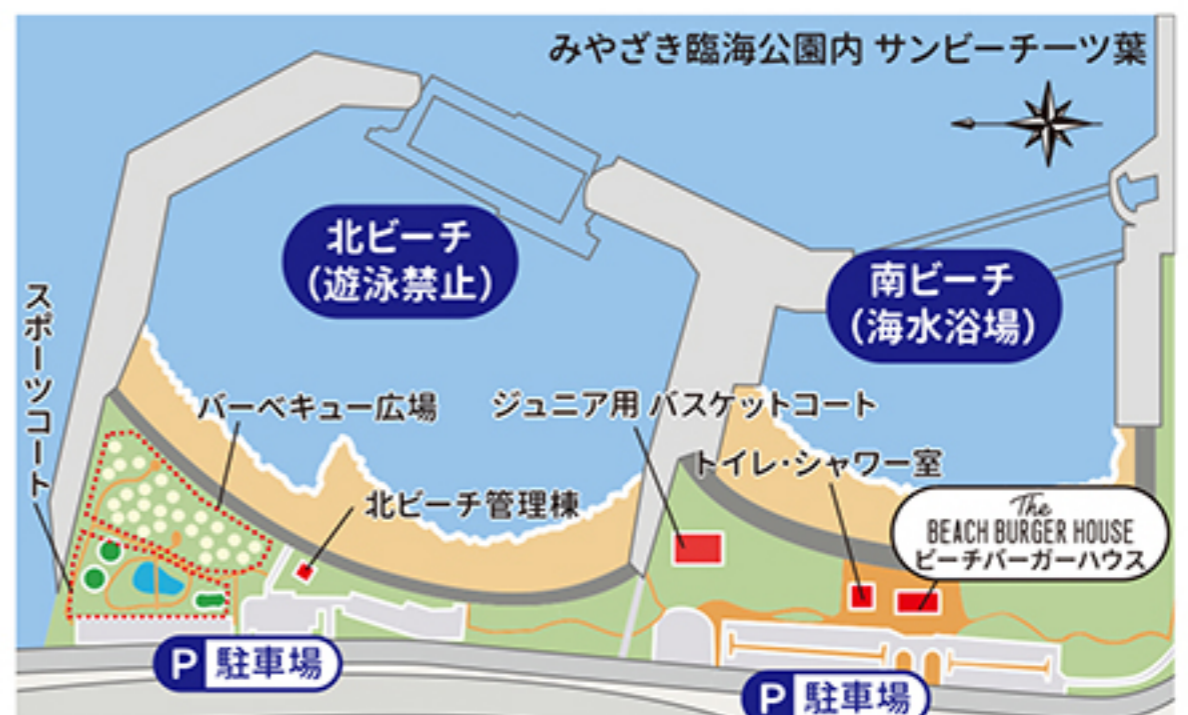 みやざき臨海公園内 サンビーチ一ツ葉
北ビーチ
(遊泳禁止)
南ビーチ
(海水浴場)
スポーツコート
バーベキュー広場
ジュニア用 バスケットコート
トイレ・シャワー室
北ビーチ管理棟
The
BEACH BURGER HOUSE
ビーチバーガーハウス
P 駐車場
P 駐車場